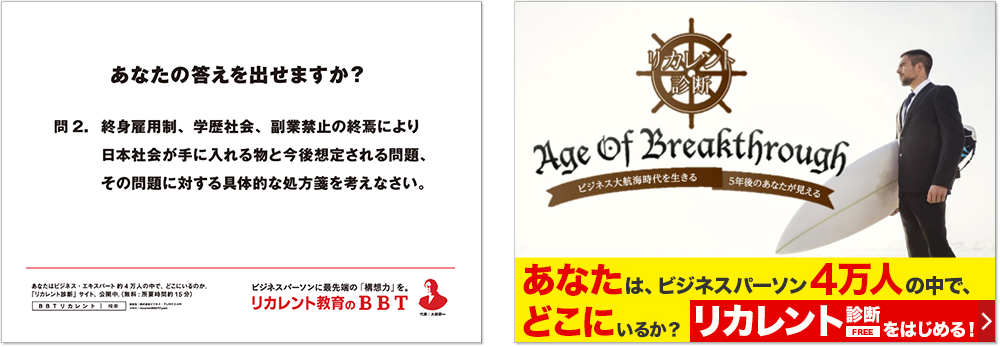 あなたの答えを出せますか？
問2. 終身雇用制、学歴社会、副業禁止の終焉により
日本社会が手に入れる物と今後想定される問題、
その問題に対する具体的な処方箋を考えなさい。
あなたはビジネス・エキスパート約4万人の中で、どこにいるのか。
「リカレント診断」サイト、公開中。（無料：所要時間約15分）
BBTリカレント 検索
ビジネスパーソンに最先端の「構想力」を。
リカレント教育のBBT
代表：大前研一
リカレント
診断
Age Of Breakthrough
ビジネス大航海時代を生きる 5年後のあなたが見える
あなたは、ビジネスパーソン4万人の中で、
どこにいるか？ リカレント診断FREEをはじめる！